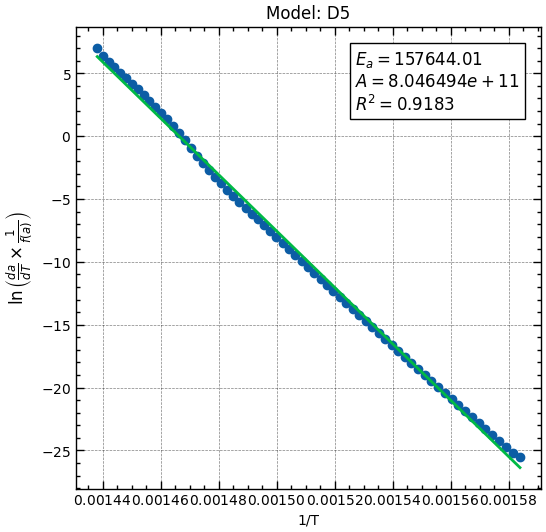 Model: D5
E_a = 157644.01
A = 8.046494e + 11
R^2 = 0.9183
5
0
−5
−10
−15
−20
−25
ln(da/dT × 1/f(a))
0.00144 0.00146 0.00148 0.00150 0.00152 0.00154 0.00156 0.00158
1/T